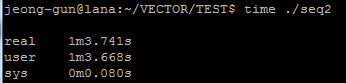 jeong-gun@lana:~/VECTOR/TEST$ time ./seq2
real 1m3.741s
user 1m3.668s
sys 0m0.080s